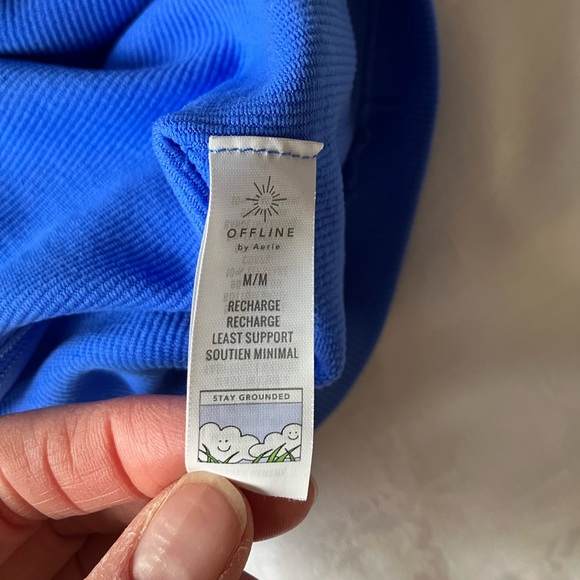 OFFLINE
by Aerie
M/M
RECHARGE
RECHARGE
LEAST SUPPORT
SOUTIEN MINIMAL
STAY GROUNDED